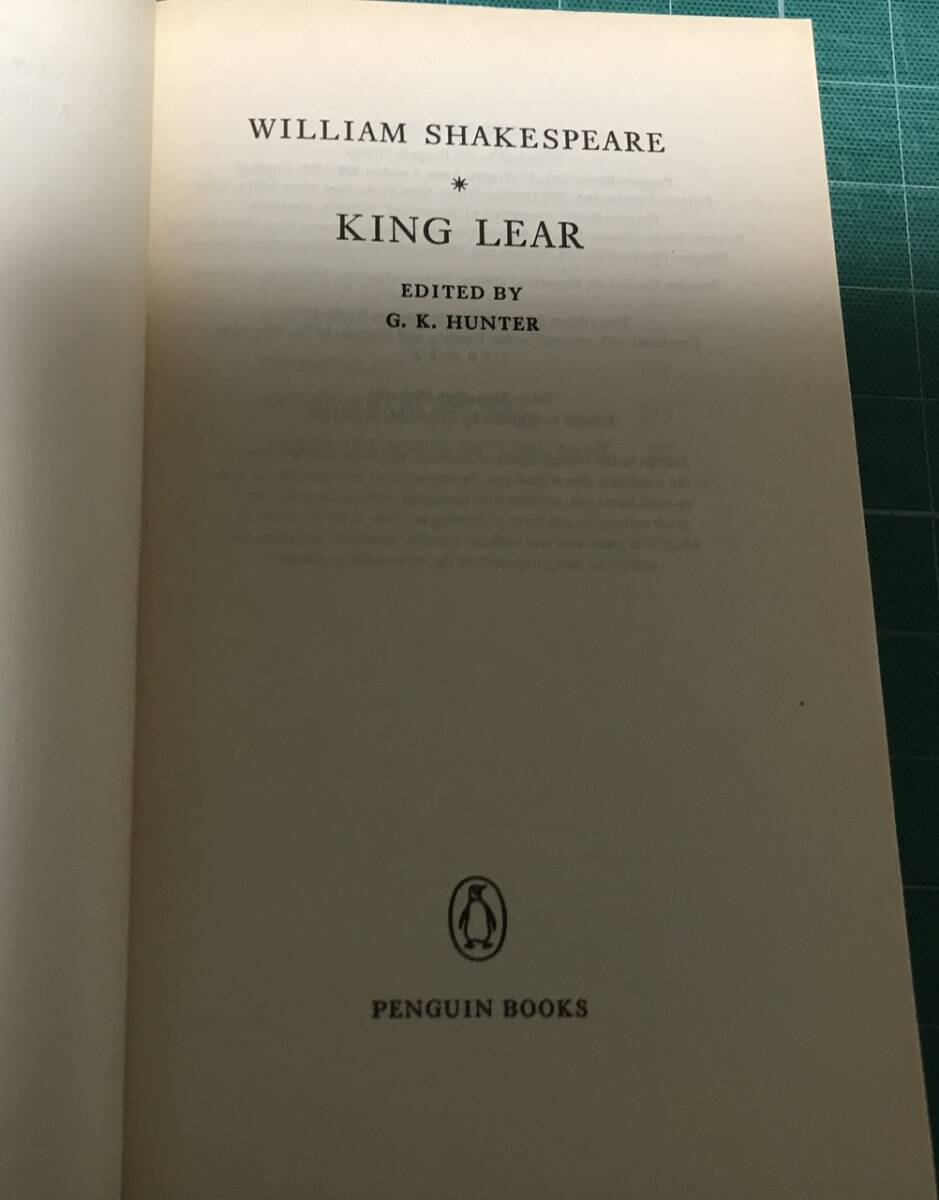 WILLIAM SHAKESPEARE
*
KING LEAR
EDITED BY
G. K. HUNTER
PENGUIN BOOKS